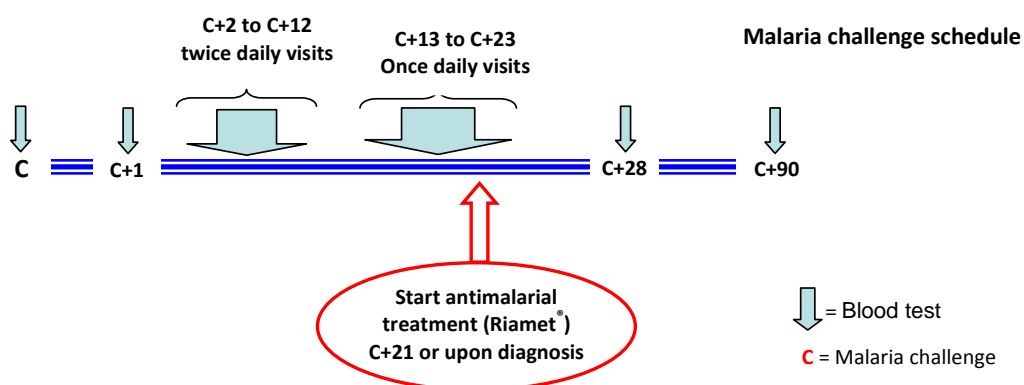 Malaria challenge schedule
C+2 to C+12
twice daily visits
C+13 to C+23
Once daily visits
C
C+1
C+28
C+90
Start antimalarial
treatment (Riamet®)
C+21 or upon diagnosis
= Blood test
C = Malaria challenge